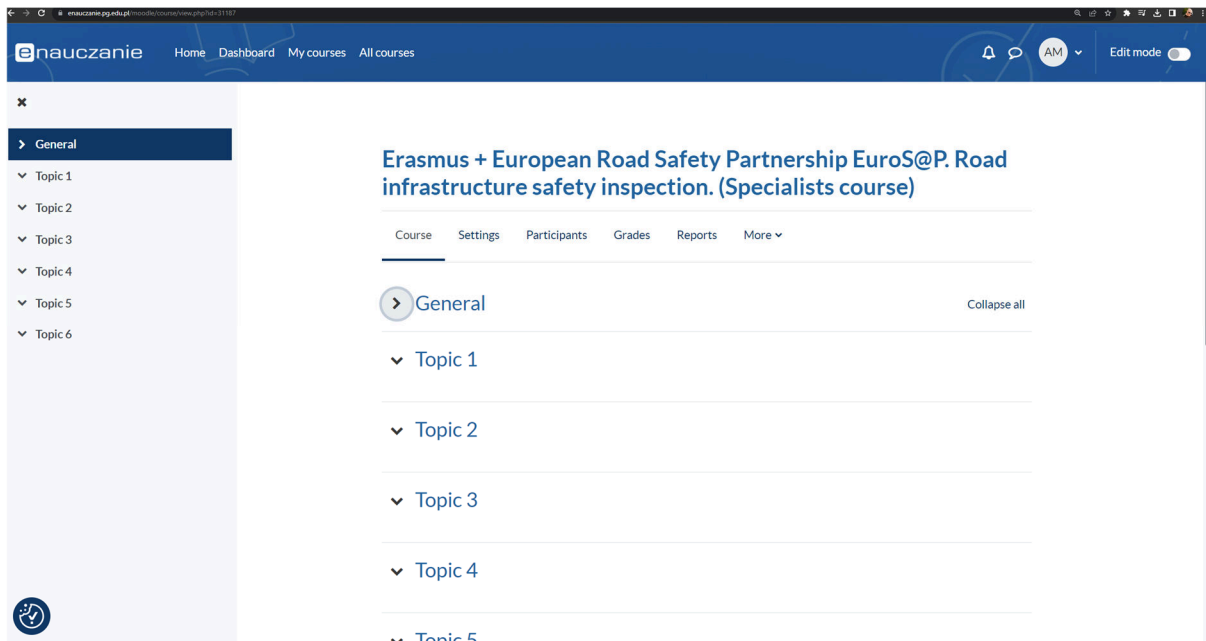 enauczanie.pg.edu.pl/moodle/course/view.php?id=31187
enauczanie Home Dashboard My courses All courses AM Edit mode
General
Topic 1
Topic 2
Topic 3
Topic 4
Topic 5
Topic 6
Erasmus + European Road Safety Partnership EuroS@P. Road
infrastructure safety inspection. (Specialists course)
Course Settings Participants Grades Reports More
General Collapse all
Topic 1
Topic 2
Topic 3
Topic 4
Topic 5